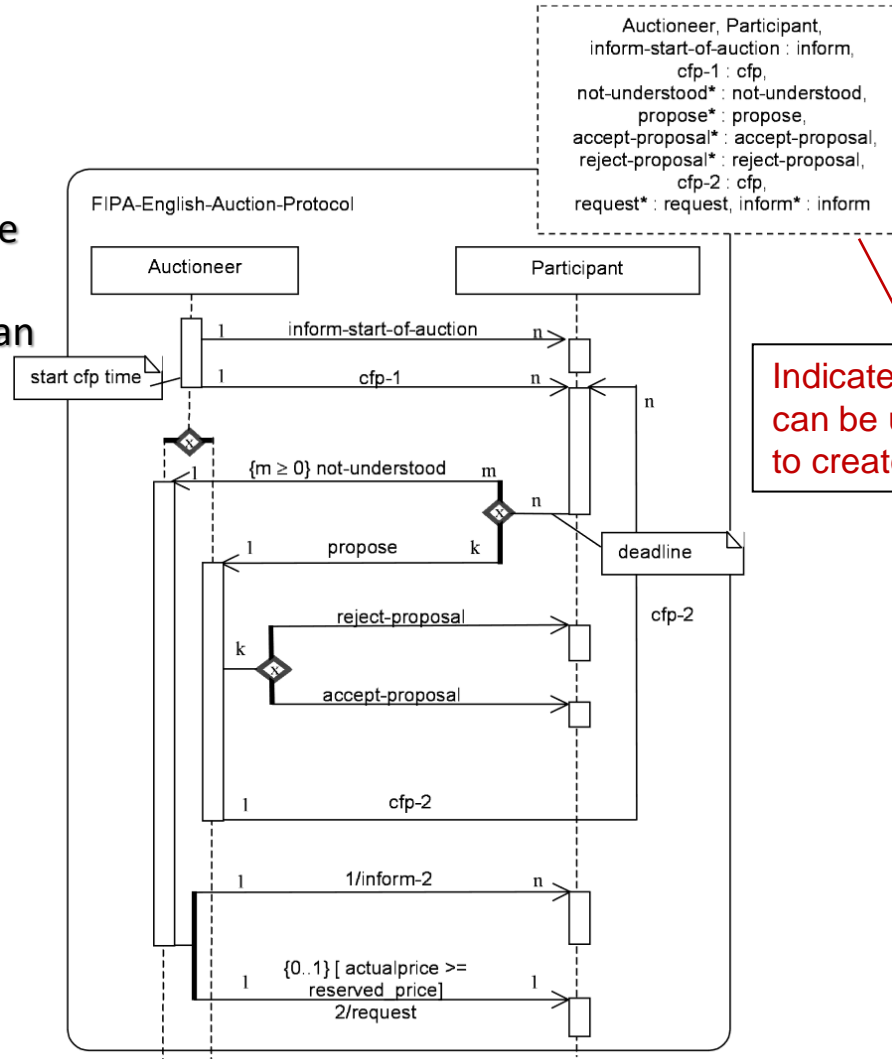 Auctioneer, Participant,
inform-start-of-auction : inform,
cfp-1 : cfp,
not-understood* : not-understood,
propose* : propose,
accept-proposal* : accept-proposal,
reject-proposal* : reject-proposal,
cfp-2 : cfp,
request* : request, inform* : inform
FIPA-English-Auction-Protocol
Auctioneer
Participant
an
1 inform-start-of-auction n
start cfp time
1 cfp-1 n
n
Indicate
can be
to create
x
1 {m ≥ 0} not-understood m
x n
1 propose k
deadline
reject-proposal
cfp-2
k
x
accept-proposal
1 cfp-2
1 1/inform-2 n
{0..1} [ actualprice >=
1 reserved_price] 1
2/request